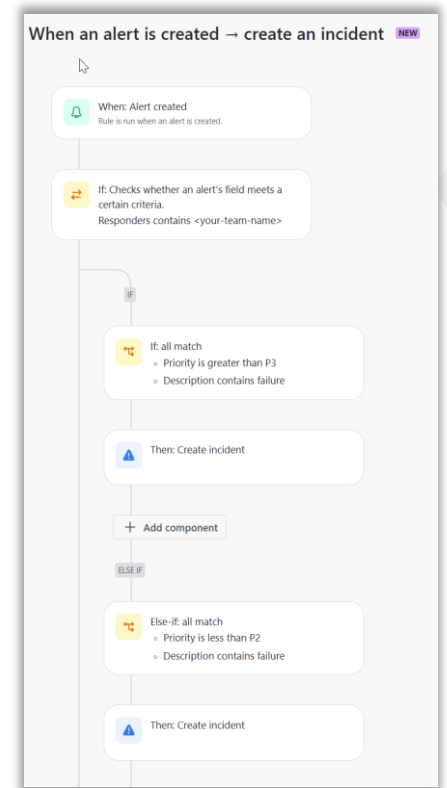 When an alert is created → create an incident NEW
When: Alert created
Rule is run when an alert is created.
If: Checks whether an alert's field meets a
certain criteria.
Responders contains <your-team-name>
IF
If: all match
Priority is greater than P3
Description contains failure
Then: Create incident
+ Add component
ELSE IF
Else-if: all match
Priority is less than P2
Description contains failure
Then: Create incident